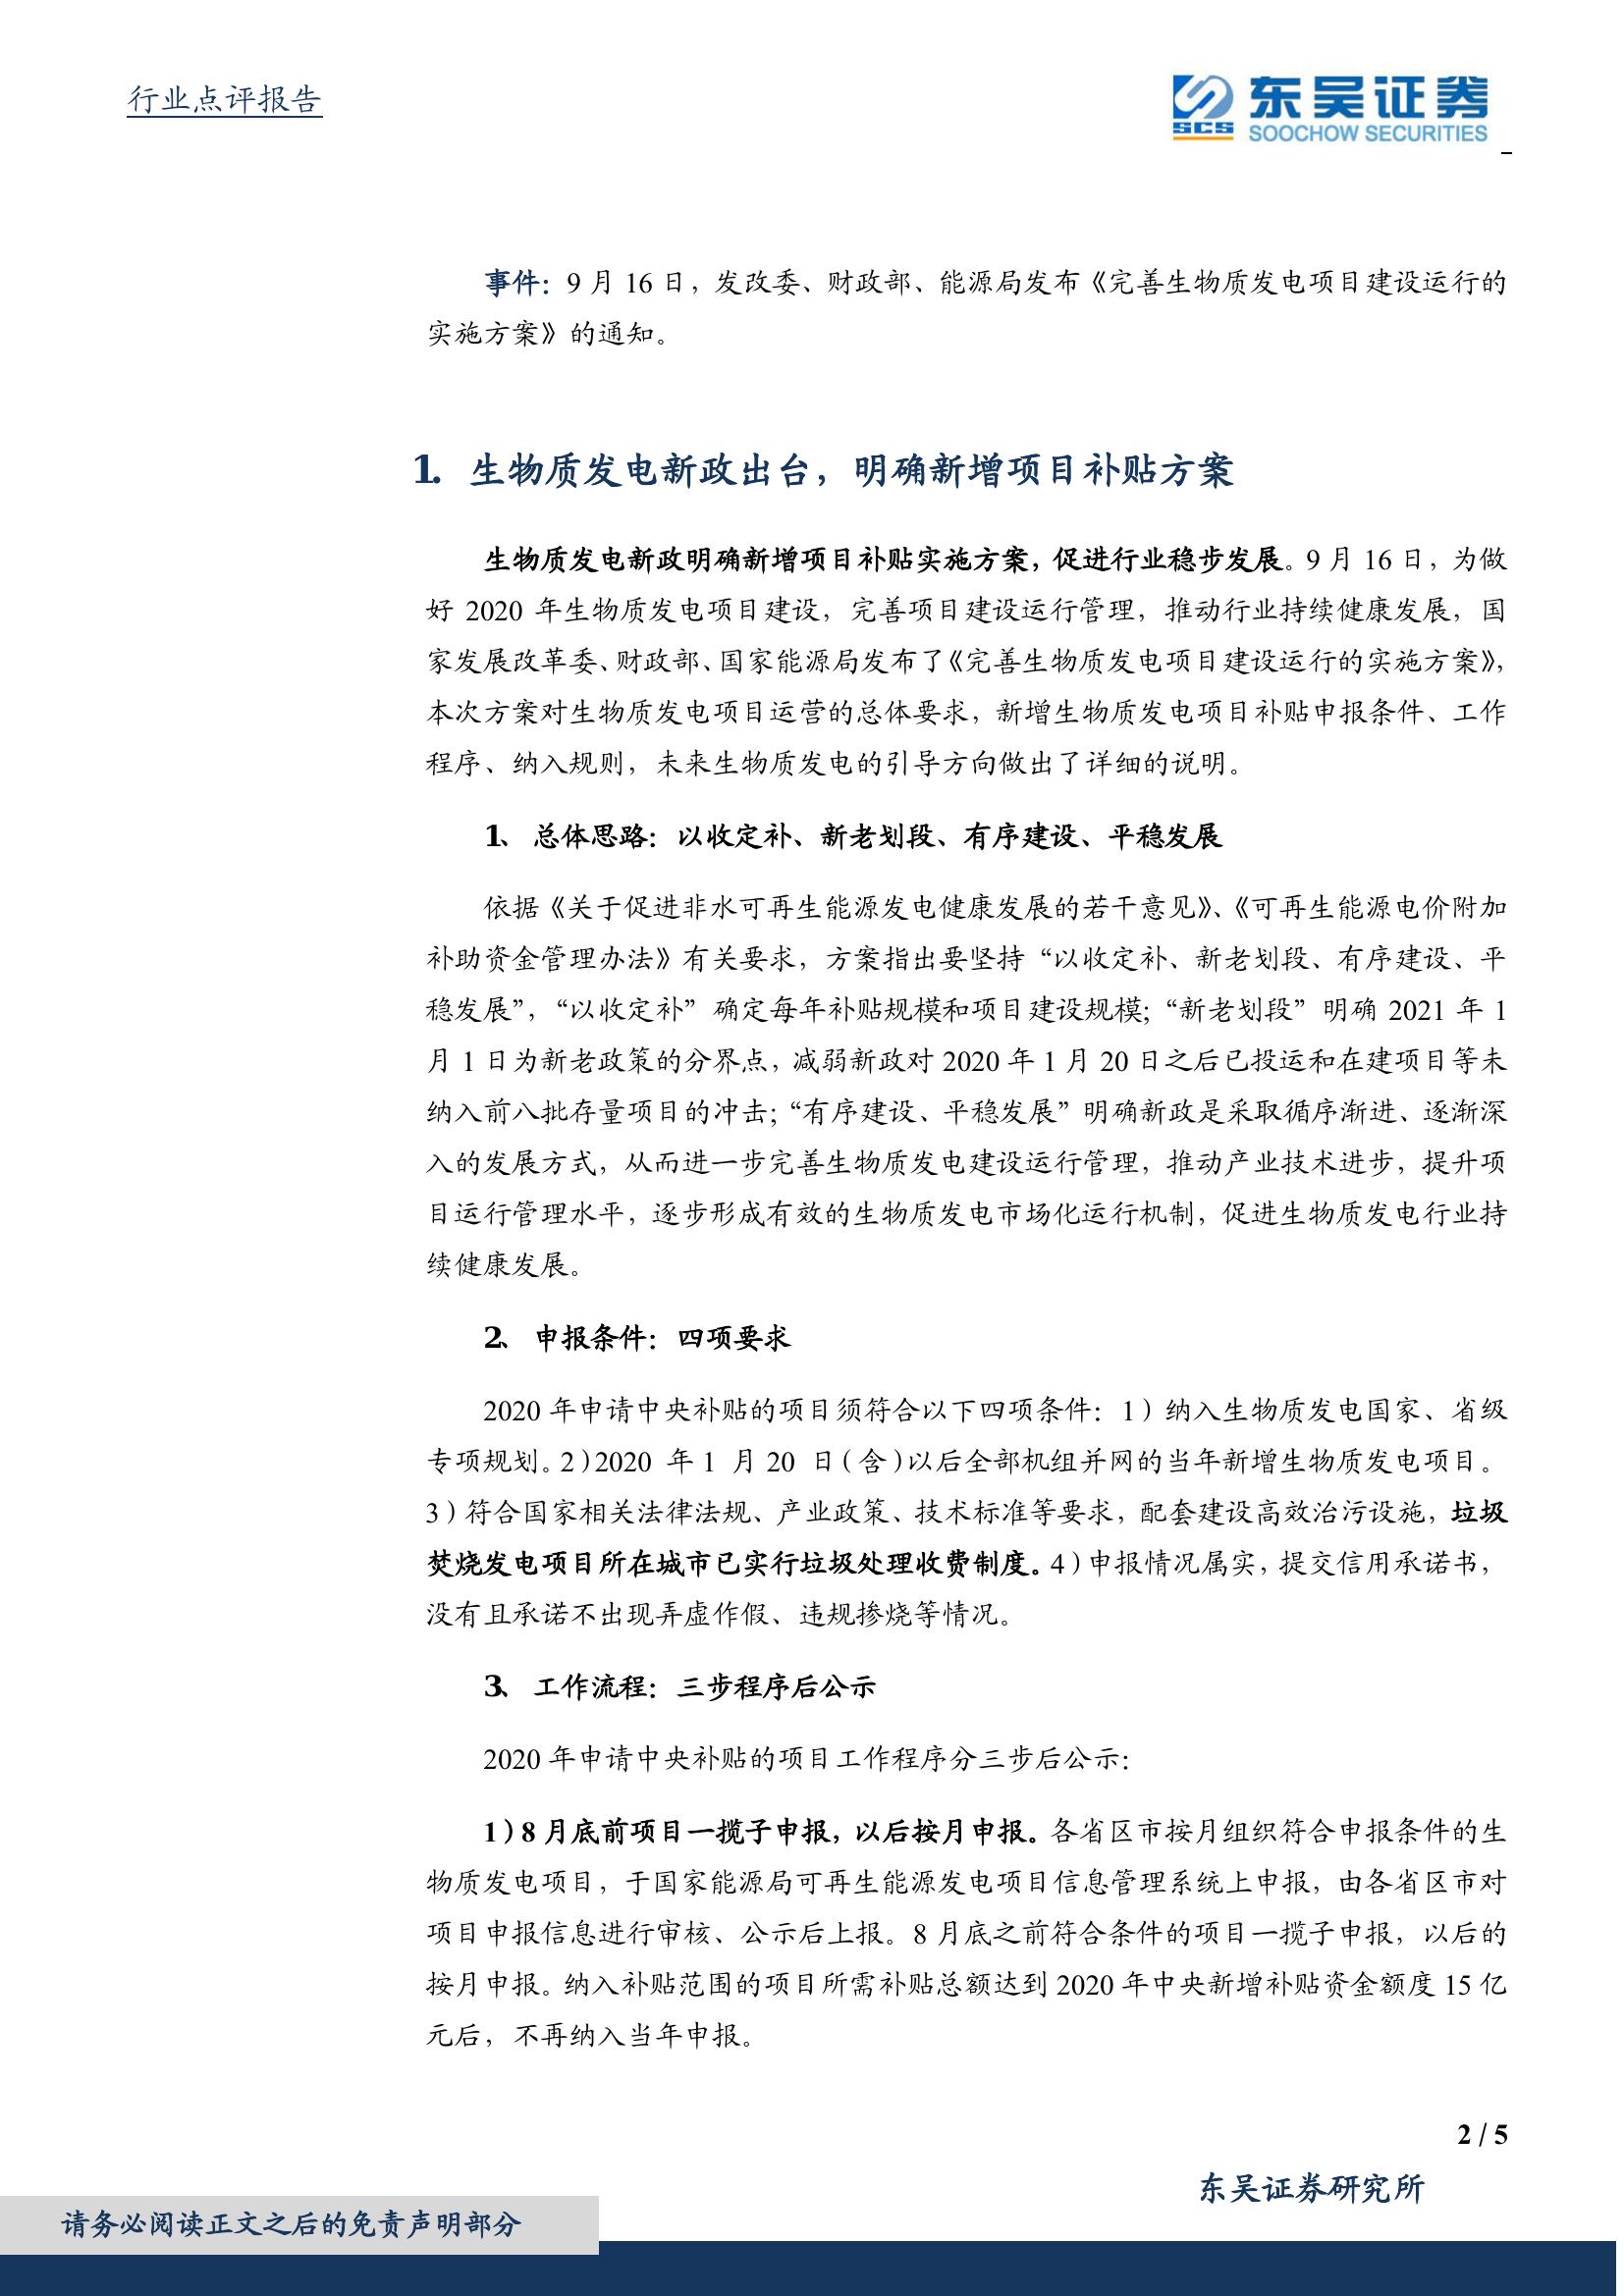 行业点评报告
SCS
东吴证券
SOOCHOW SECURITIES
事件：9 月 16 日，发改委、财政部、能源局发布《完善生物质发电项目建设运行的
实施方案》的通知。
1. 生物质发电新政出台，明确新增项目补贴方案
生物质发电新政明确新增项目补贴实施方案，促进行业稳步发展。9 月 16 日，为做
好 2020 年生物质发电项目建设，完善项目建设运行管理，推动行业持续健康发展，国
家发展改革委、财政部、国家能源局发布了《完善生物质发电项目建设运行的实施方案》，
本次方案对生物质发电项目运营的总体要求，新增生物质发电项目补贴申报条件、工作
程序、纳入规则，未来生物质发电的引导方向做出了详细的说明。
1、 总体思路：以收定补、新老划段、有序建设、平稳发展
依据《关于促进非水可再生能源发电健康发展的若干意见》、《可再生能源电价附加
补助资金管理办法》有关要求，方案指出要坚持“以收定补、新老划段、有序建设、平
稳发展”，“以收定补”确定每年补贴规模和项目建设规模；“新老划段”明确 2021 年 1
月 1 日为新老政策的分界点，减弱新政对 2020 年 1 月 20 日之后已投运和在建项目等未
纳入前八批存量项目的冲击；“有序建设、平稳发展”明确新政是采取循序渐进、逐渐深
入的发展方式，从而进一步完善生物质发电建设运行管理，推动产业技术进步，提升项
目运行管理水平，逐步形成有效的生物质发电市场化运行机制，促进生物质发电行业持
续健康发展。
2、 申报条件：四项要求
2020 年申请中央补贴的项目须符合以下四项条件：1）纳入生物质发电国家、省级
专项规划。2）2020 年 1 月 20 日（含）以后全部机组并网的当年新增生物质发电项目。
3）符合国家相关法律法规、产业政策、技术标准等要求，配套建设高效治污设施，垃圾
焚烧发电项目所在城市已实行垃圾处理收费制度。4）申报情况属实，提交信用承诺书，
没有且承诺不出现弄虚作假、违规掺烧等情况。
3、 工作流程：三步程序后公示
2020 年申请中央补贴的项目工作程序分三步后公示：
1）8 月底前项目一揽子申报，以后按月申报。各省区市按月组织符合申报条件的生
物质发电项目，于国家能源局可再生能源发电项目信息管理系统上申报，由各省区市对
项目申报信息进行审核、公示后上报。8 月底之前符合条件的项目一揽子申报，以后的
按月申报。纳入补贴范围的项目所需补贴总额达到 2020 年中央新增补贴资金额度 15 亿
元后，不再纳入当年申报。
2 / 5
东吴证券研究所
请务必阅读正文之后的免责声明部分